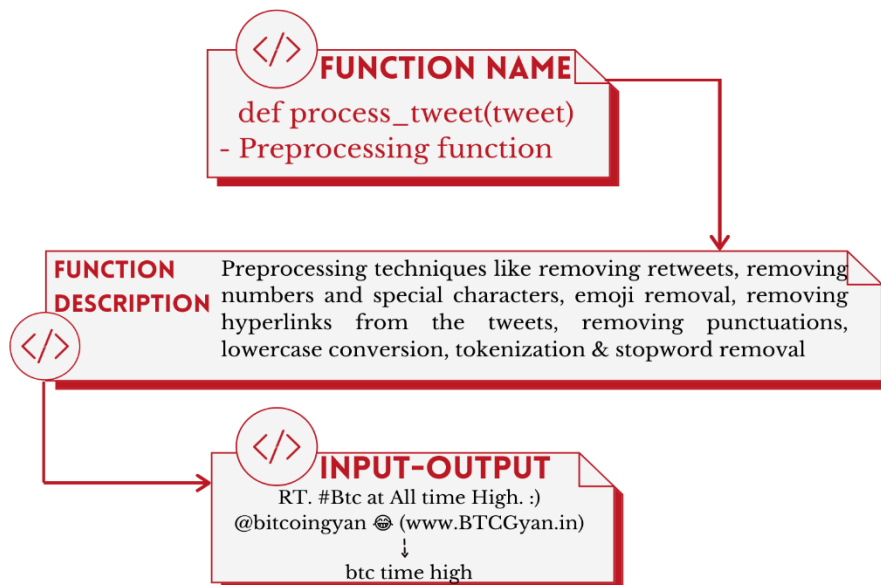 </>
FUNCTION NAME
def process_tweet(tweet)
- Preprocessing function
FUNCTION DESCRIPTION
Preprocessing techniques like removing retweets, removing
numbers and special characters, emoji removal, removing
hyperlinks from the tweets, removing punctuations,
lowercase conversion, tokenization & stopword removal
</>
</>
INPUT-OUTPUT
RT. #Btc at All time High. :)
@bitcoingyan 😂 (www.BTCGyan.in)
↓
btc time high